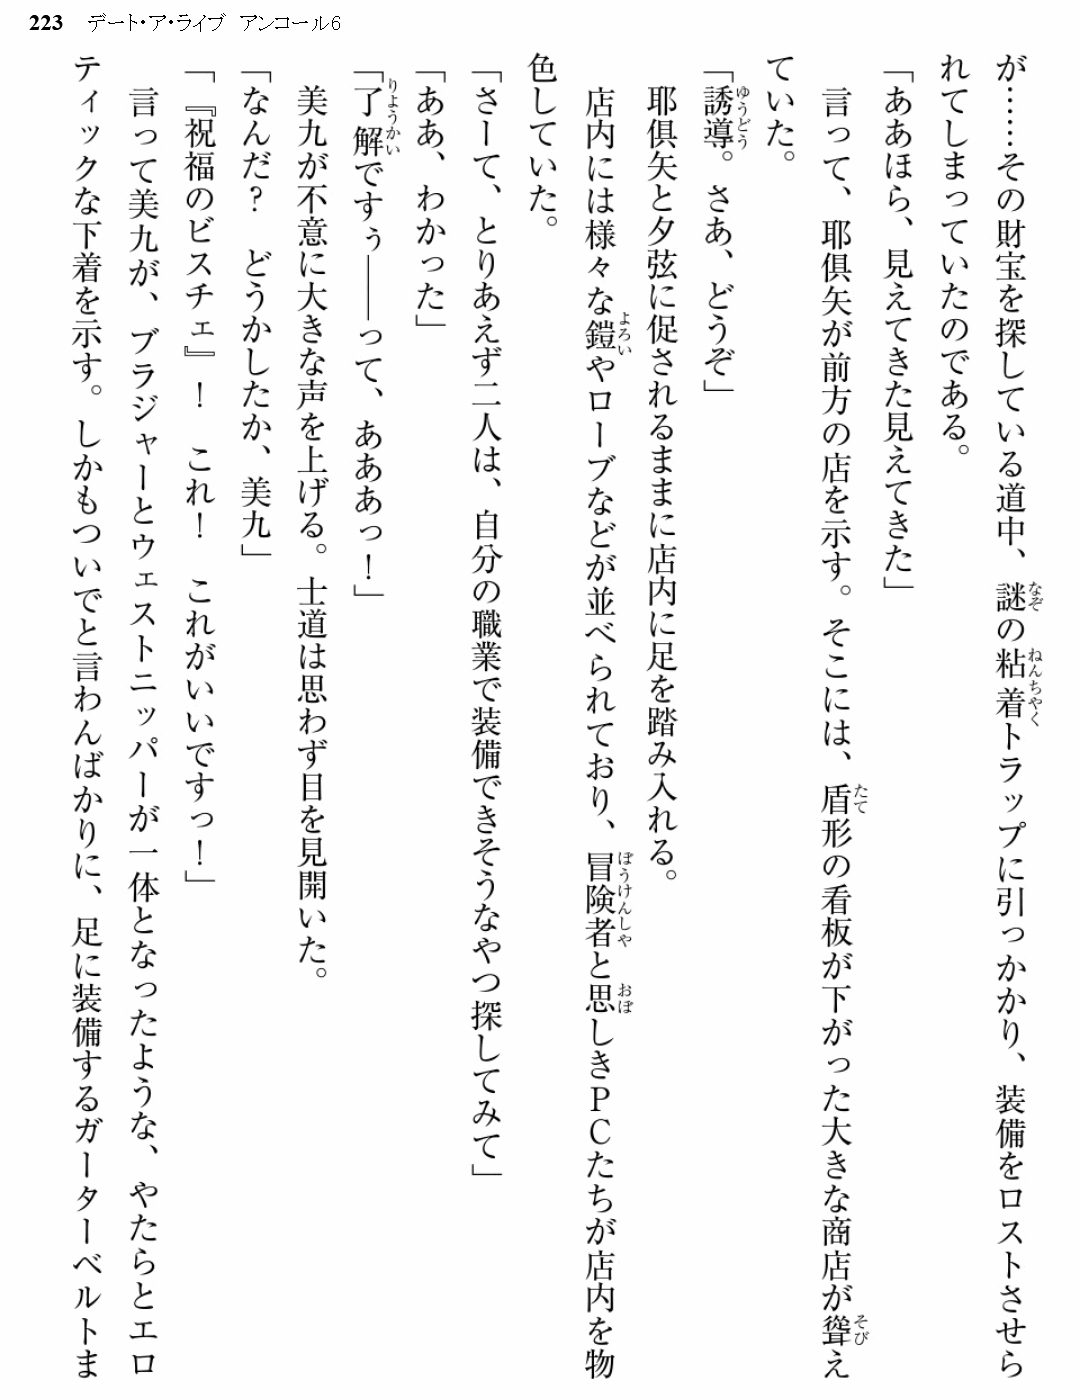 223 デート・ア・ライブ アンコール6
が……その財宝を探している道中、謎の粘着トラップに引っかかり、装備をロストさせら
れてしまっていたのである。
「ああほら、見えてきた見えてきた」
言って、耶倶矢が前方の店を示す。そこには、盾形の看板が下がった大きな商店が聳え
ていた。
「誘導。さあ、どうぞ」
耶倶矢と夕弦に促されるままに店内に足を踏み入れる。
店内には様々な鎧やローブなどが並べられており、冒険者と思しきPCたちが店内を物
色していた。
「さーて、とりあえず二人は、自分の職業で装備できそうなやつ探してみて」
「ああ、わかった」
「了解ですぅ――って、あああっ！」
美九が不意に大きな声を上げる。士道は思わず目を見開いた。
「なんだ？　どうかしたか、美九」
「『祝福のビスチェ』！　これ！　これがいいですっ！」
言って美九が、ブラジャーとウェストニッパーが一体となったような、やたらとエロ
ティックな下着を示す。しかもついでと言わんばかりに、足に装備するガーターベルトま